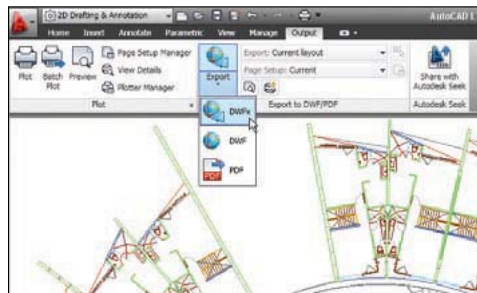 2D Drafting & Annotation
AutoCAD L
Home Insert Annotate Parametric View Manage Output
Plot
Batch Plot
Preview
Page Setup Manager
View Details
Plotter Manager
Export
Export: Current layout
Page Setup: Current
Share with Autodesk Seek
Plot
Export to DWF/PDF
Autodesk Seek
DWFx
DWF
PDF
PDF